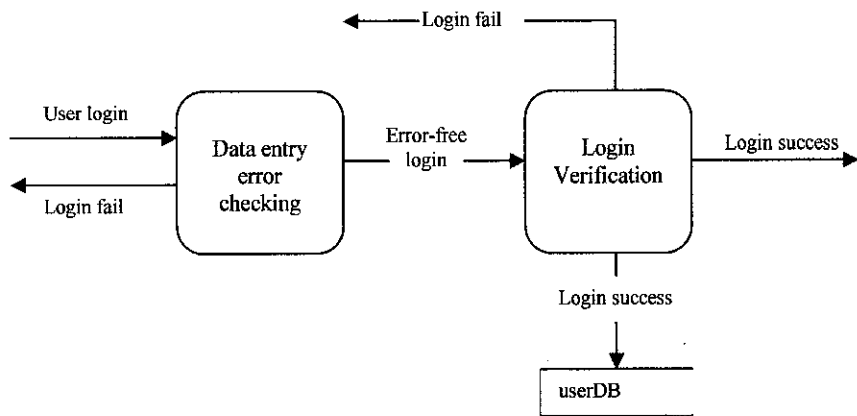 Login fail
User login
Data entry
error
checking
Login fail
Error-free
login
Login
Verification
Login success
Login success
userDB